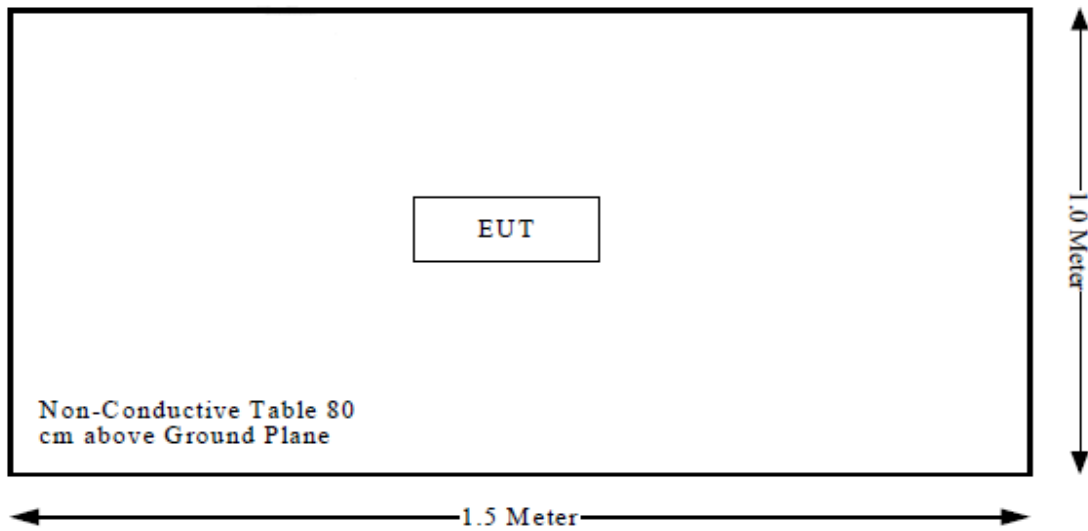 EUT
1.0 Meter
Non-Conductive Table 80
cm above Ground Plane
1.5 Meter